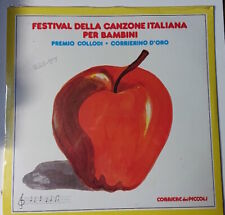 FESTIVAL DELLA CANZONE ITALIANA
PER BAMBINI
PREMIO COLLODI • CORRIERINO D'ORO
CORRIERE dei PICCOLI